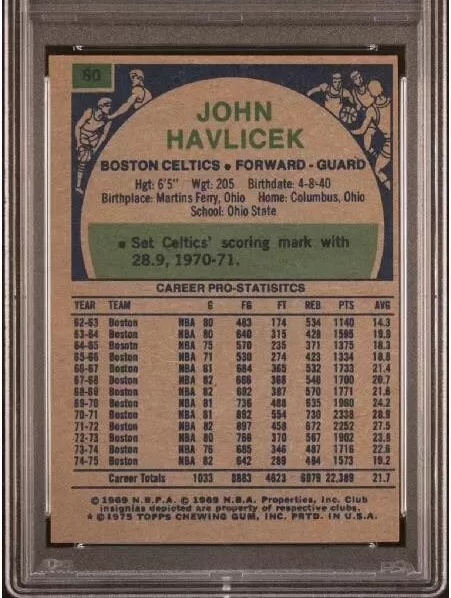 80
JOHN
HAVLICEK
BOSTON CELTICS • FORWARD - GUARD
Hgt: 6'5" Wgt: 205 Birthdate: 4-8-40
Birthplace: Martins Ferry, Ohio Home: Columbus, Ohio
School: Ohio State
• Set Celtics' scoring mark with
28.9, 1970-71.
CAREER PRO-STATISITCS
YEAR TEAM G FG FT REB PTS AVG
62-63 Boston NBA 80 483 174 534 1140 14.3
63-64 Boston NBA 80 640 315 428 1595 19.9
64-65 Boston NBA 75 570 235 371 1375 18.3
65-66 Boston NBA 71 530 274 423 1334 18.8
66-67 Boston NBA 81 684 365 532 1733 21.4
67-68 Boston NBA 82 666 368 546 1700 20.7
68-69 Boston NBA 82 692 387 570 1771 21.6
69-70 Boston NBA 81 736 488 635 1960 24.2
70-71 Boston NBA 81 892 554 730 2338 28.9
71-72 Boston NBA 82 897 458 672 2252 27.5
72-73 Boston NBA 80 766 370 567 1902 23.8
73-74 Boston NBA 76 685 346 487 1716 22.6
74-75 Boston NBA 82 642 289 484 1573 19.2
Career Totals 1033 8883 4623 6979 22,389 21.7
© 1969 N.B.P.A. © 1969 N.B.A. Properties, Inc. Club
insignias depicted are property of respective clubs.
* © 1975 TOPPS CHEWING GUM, INC. PRTD. IN U.S.A.